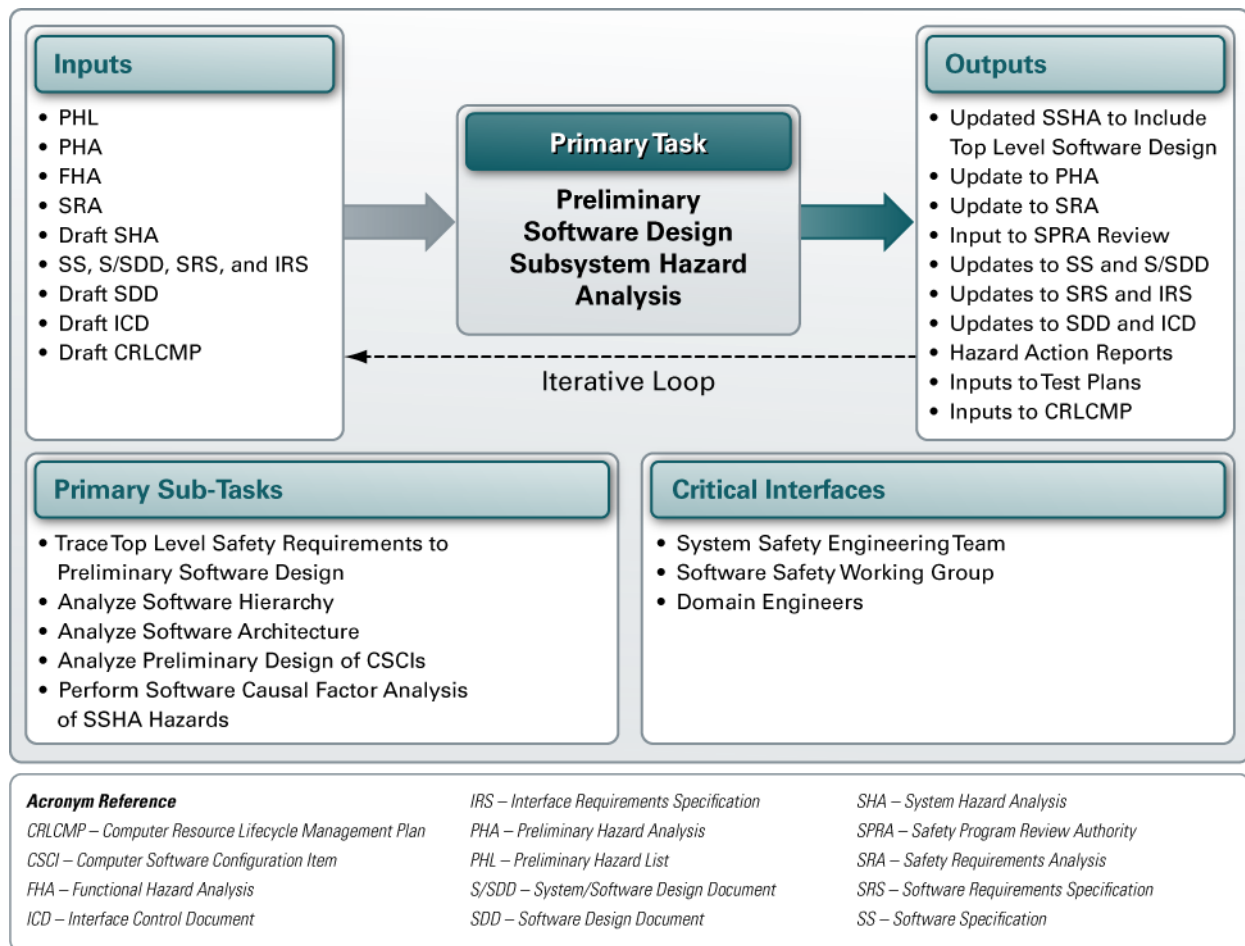 Inputs
• PHL
• PHA
• FHA
• SRA
• Draft SHA
• SS, S/SDD, SRS, and IRS
• Draft SDD
• Draft ICD
• Draft CRLCMP
Primary Task
Preliminary
Software Design
Subsystem Hazard
Analysis
Iterative Loop
Outputs
• Updated SSHA to Include
Top Level Software Design
• Update to PHA
• Update to SRA
• Input to SPRA Review
• Updates to SS and S/SDD
• Updates to SRS and IRS
• Updates to SDD and ICD
• Hazard Action Reports
• Inputs to Test Plans
• Inputs to CRLCMP
Primary Sub-Tasks
• Trace Top Level Safety Requirements to
Preliminary Software Design
• Analyze Software Hierarchy
• Analyze Software Architecture
• Analyze Preliminary Design of CSCIs
• Perform Software Causal Factor Analysis
of SSHA Hazards
Critical Interfaces
• System Safety Engineering Team
• Software Safety Working Group
• Domain Engineers
Acronym Reference
CRLCMP – Computer Resource Lifecycle Management Plan
CSCI – Computer Software Configuration Item
FHA – Functional Hazard Analysis
ICD – Interface Control Document
IRS – Interface Requirements Specification
PHA – Preliminary Hazard Analysis
PHL – Preliminary Hazard List
S/SDD – System/Software Design Document
SDD – Software Design Document
SHA – System Hazard Analysis
SPRA – Safety Program Review Authority
SRA – Safety Requirements Analysis
SRS – Software Requirements Specification
SS – Software Specification